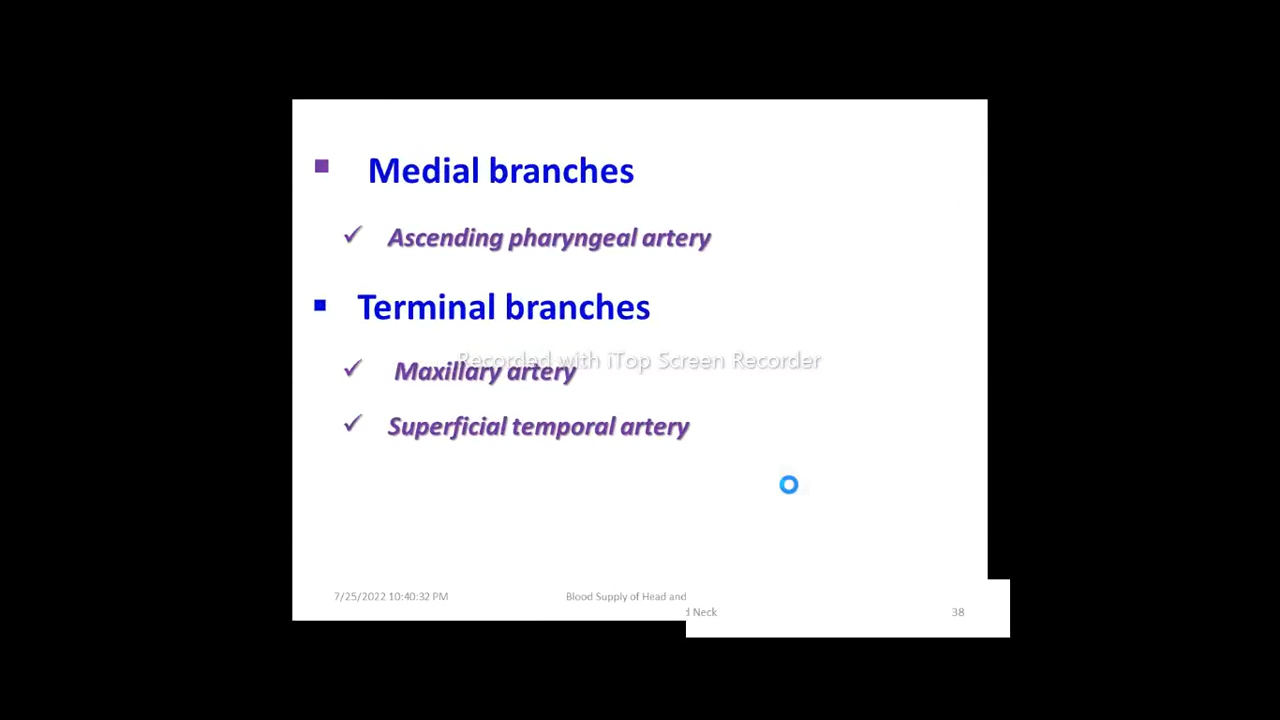 Medial branches
Ascending pharyngeal artery
Terminal branches
Recorded with iTop Screen Recorder
Maxillary artery
Superficial temporal artery
7/25/2022 10:40:32 PM
Blood Supply of Head and
d Neck
38